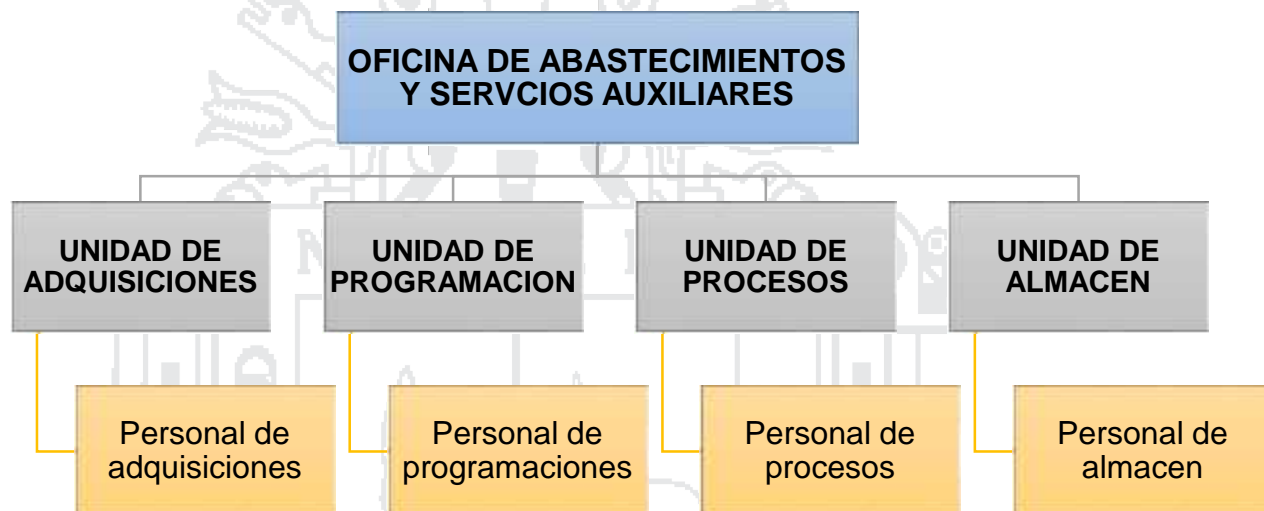 OFICINA DE ABASTECIMIENTOS
Y SERVCIOS AUXILIARES
UNIDAD DE
ADQUISICIONES
UNIDAD DE
PROGRAMACION
UNIDAD DE
PROCESOS
UNIDAD DE
ALMACEN
Personal de
adquisiciones
Personal de
programaciones
Personal de
procesos
Personal de
almacen